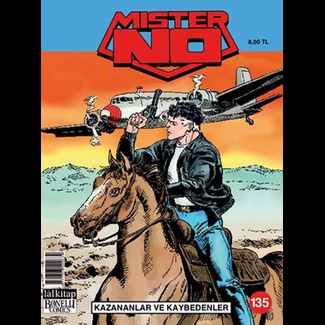 MISTER
NO
8,00 TL
lalkitap
BONELLI
COMICS
KAZANANLAR VE KAYBEDENLER
135